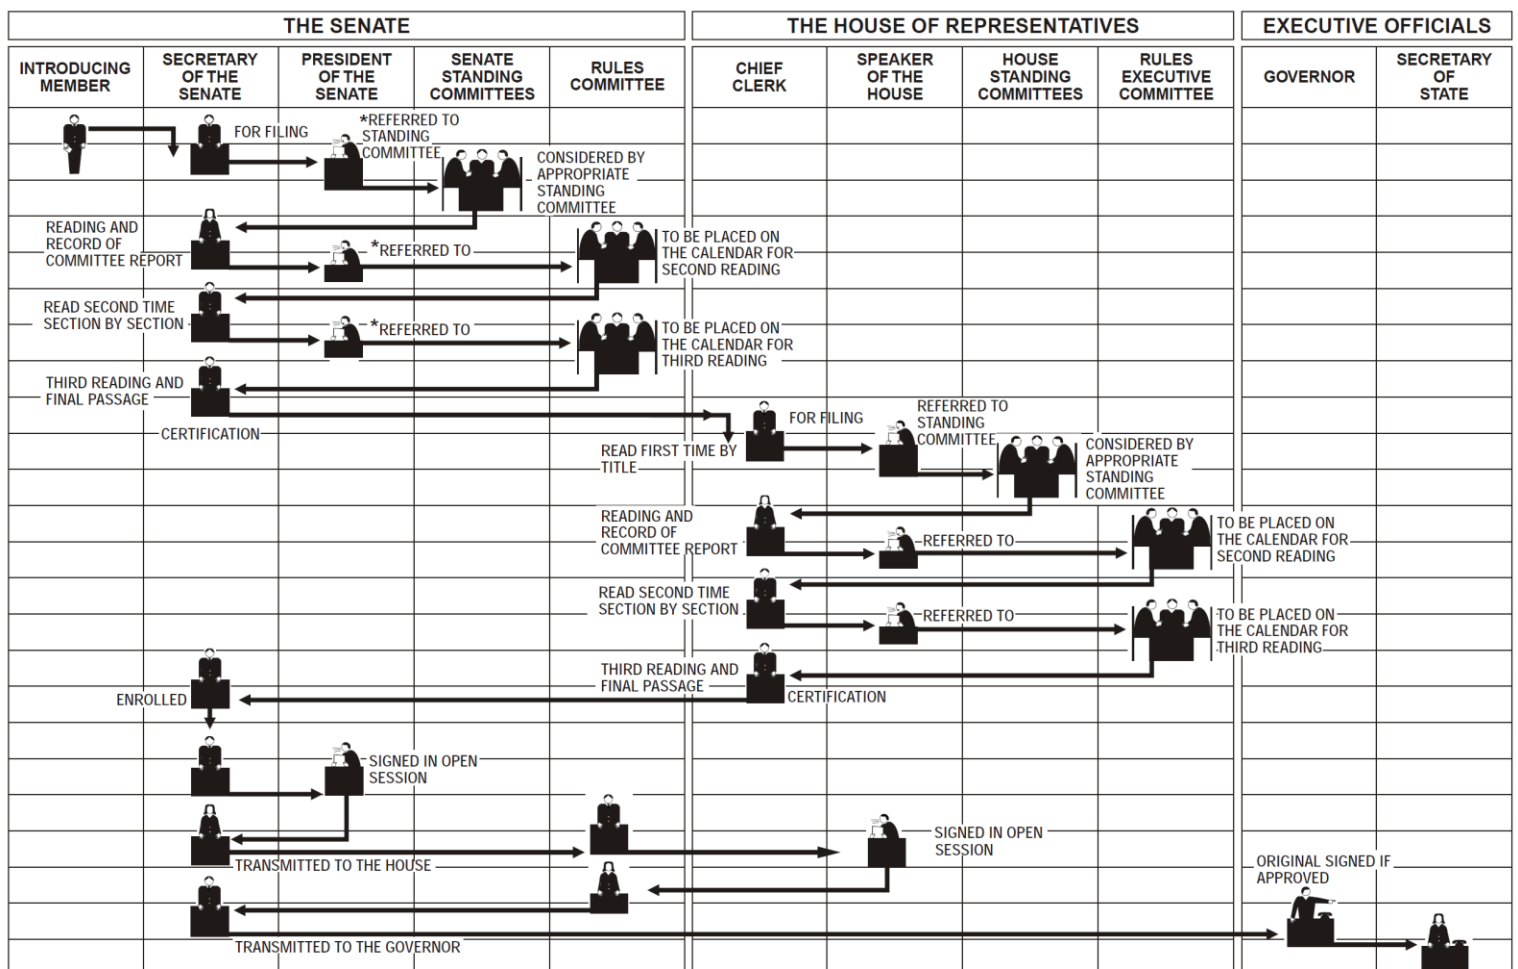 THE SENATE
THE HOUSE OF REPRESENTATIVES
EXECUTIVE OFFICIALS
INTRODUCING
MEMBER
SECRETARY
OF THE
SENATE
PRESIDENT
OF THE
SENATE
SENATE
STANDING
COMMITTEES
RULES
COMMITTEE
CHIEF
CLERK
SPEAKER
OF THE
HOUSE
HOUSE
STANDING
COMMITTEES
RULES
EXECUTIVE
COMMITTEE
GOVERNOR
SECRETARY
OF
STATE
FOR FILING
*REFERRED TO
STANDING
COMMITTEE
CONSIDERED BY
APPROPRIATE
STANDING
COMMITTEE
READING AND
RECORD OF
COMMITTEE REPORT
*REFERRED TO
TO BE PLACED ON
THE CALENDAR FOR
SECOND READING
READ SECOND TIME
SECTION BY SECTION
*REFERRED TO
TO BE PLACED ON
THE CALENDAR FOR
THIRD READING
THIRD READING AND
FINAL PASSAGE
CERTIFICATION
READ FIRST TIME BY
TITLE
FOR FILING
REFERRED TO
STANDING
COMMITTEE
CONSIDERED BY
APPROPRIATE
STANDING
COMMITTEE
READING AND
RECORD OF
COMMITTEE REPORT
REFERRED TO
TO BE PLACED ON
THE CALENDAR FOR
SECOND READING
READ SECOND TIME
SECTION BY SECTION
REFERRED TO
TO BE PLACED ON
THE CALENDAR FOR
THIRD READING
THIRD READING AND
FINAL PASSAGE
CERTIFICATION
ENROLLED
SIGNED IN OPEN
SESSION
TRANSMITTED TO THE HOUSE
SIGNED IN OPEN
SESSION
ORIGINAL SIGNED IF
APPROVED
TRANSMITTED TO THE GOVERNOR